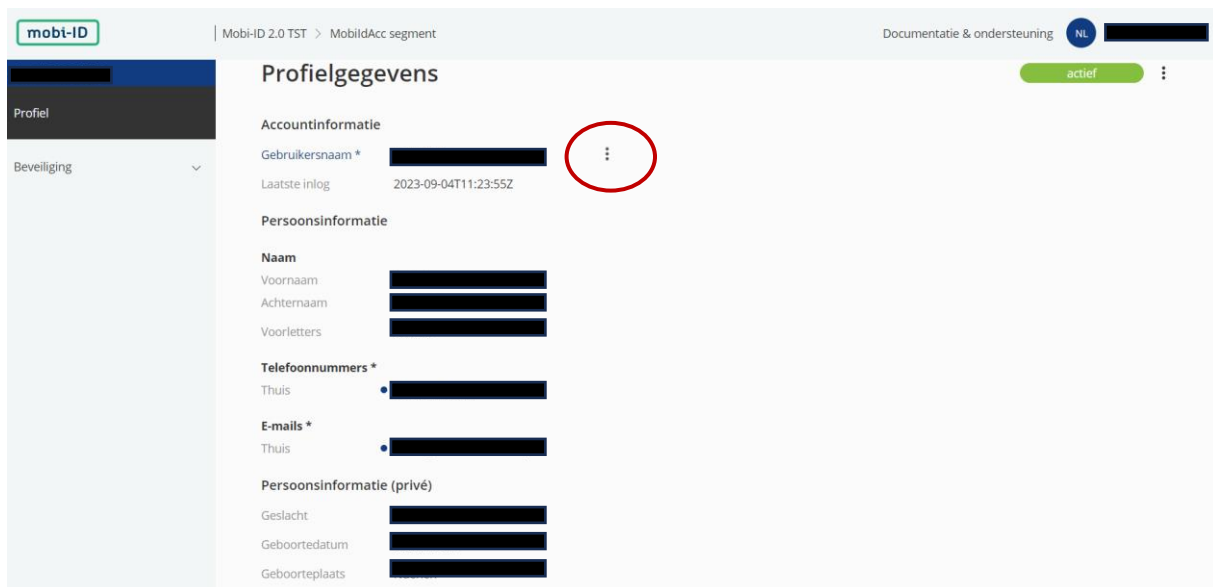 mobi-ID
Mobi-ID 2.0 TST > MobildAcc segment
Documentatie & ondersteuning
NL
Profiel
Beveiliging
Profielgegevens
actief
Accountinformatie
Gebruikersnaam *
Laatste inlog 2023-09-04T11:23:55Z
Persoonsinformatie
Naam
Voornaam
Achternaam
Voorletters
Telefoonnummers *
Thuis
E-mails *
Thuis
Persoonsinformatie (privé)
Geslacht
Geboortedatum
Geboorteplaats